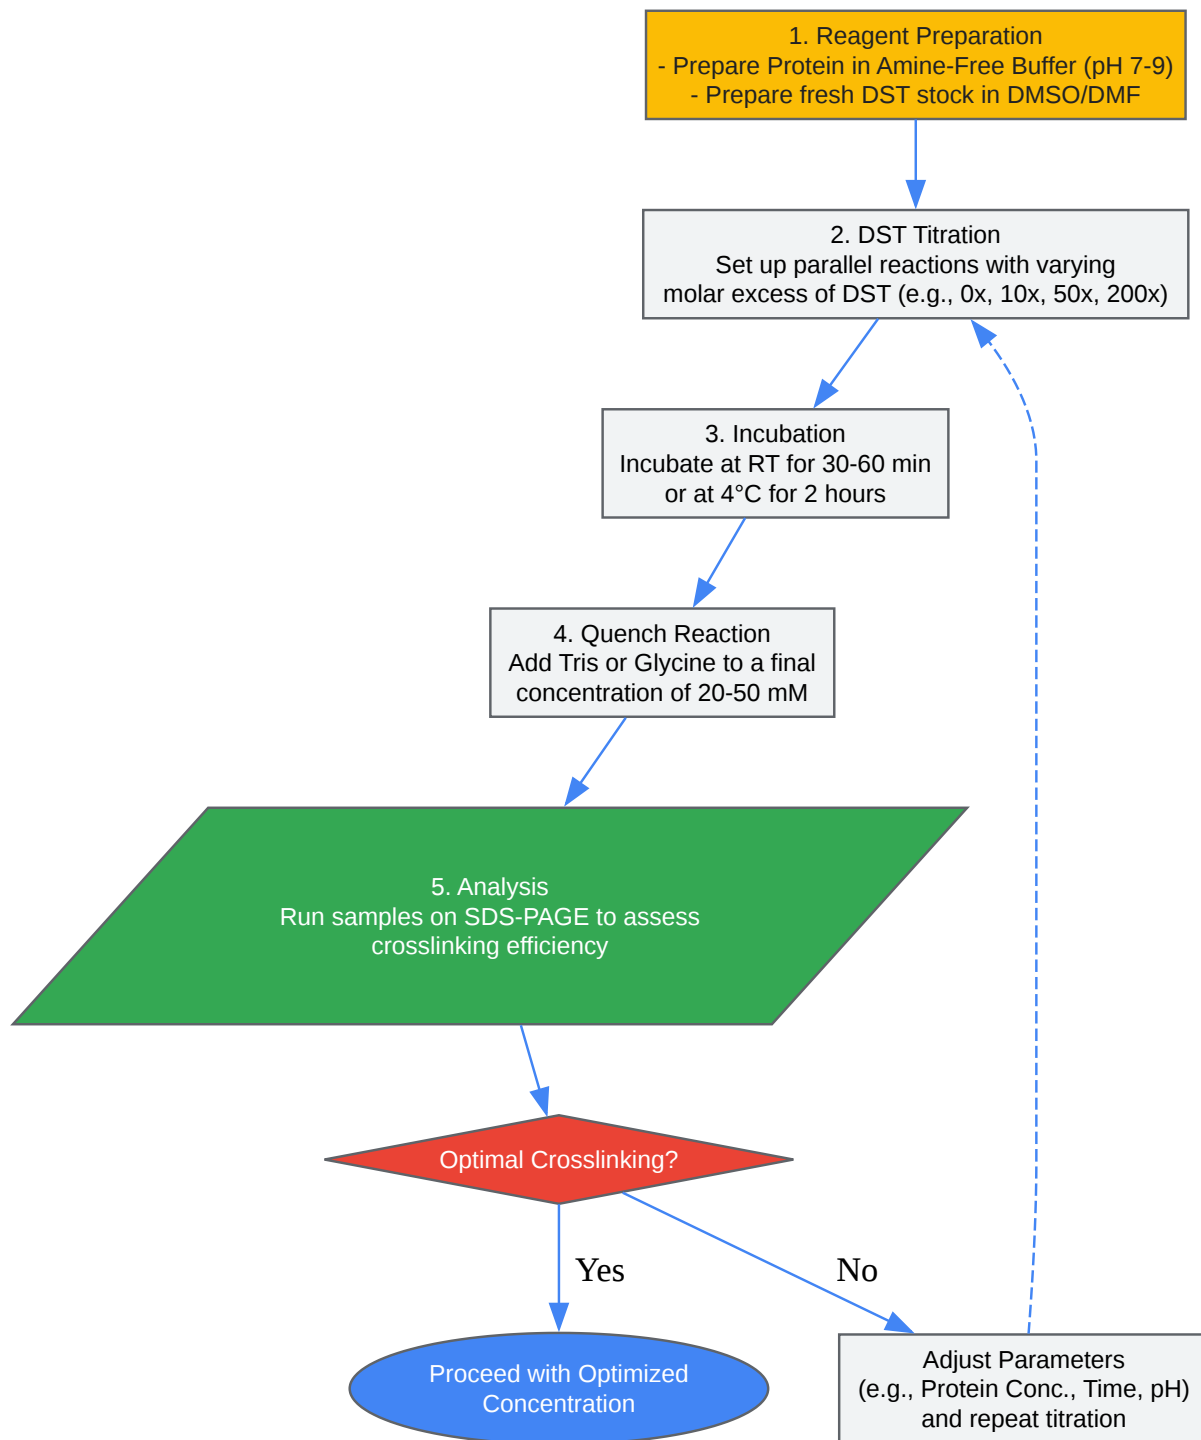 1. Reagent Preparation
- Prepare Protein in Amine-Free Buffer (pH 7-9)
- Prepare fresh DST stock in DMSO/DMF
2. DST Titration
Set up parallel reactions with varying
molar excess of DST (e.g., 0x, 10x, 50x, 200x)
3. Incubation
Incubate at RT for 30-60 min
or at 4°C for 2 hours
4. Quench Reaction
Add Tris or Glycine to a final
concentration of 20-50 mM
5. Analysis
Run samples on SDS-PAGE to assess
crosslinking efficiency
Optimal Crosslinking?
Yes
No
Proceed with Optimized
Concentration
Adjust Parameters
(e.g., Protein Conc., Time, pH)
and repeat titration